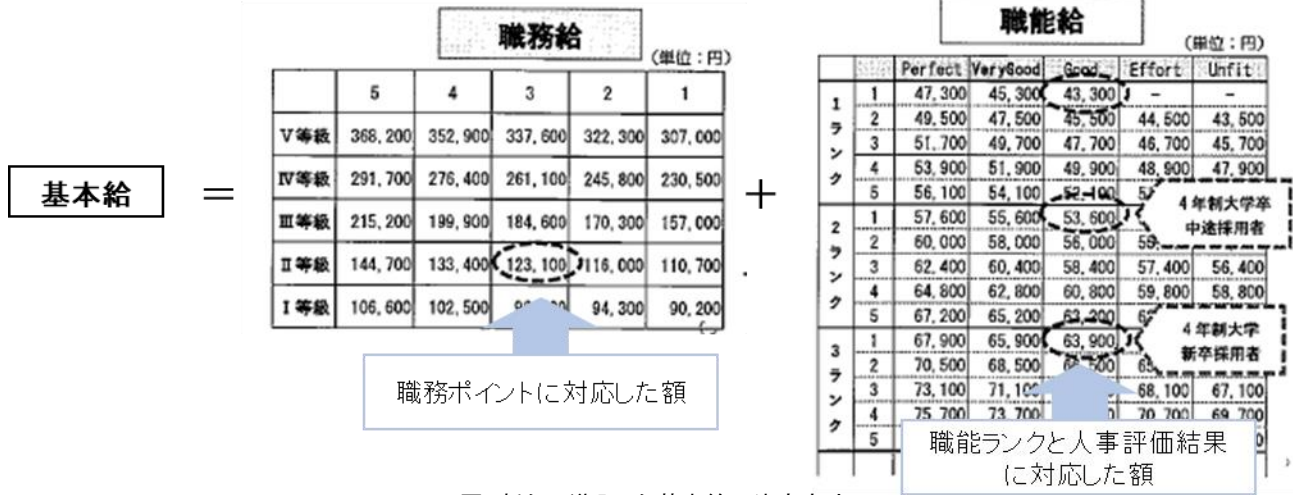 基本給
＝
職務給
(単位：円)
5 4 3 2 1
Ⅴ等級 368,200 352,900 337,600 322,300 307,000
Ⅳ等級 291,700 276,400 261,100 245,800 230,500
Ⅲ等級 215,200 199,900 184,600 170,300 157,000
Ⅱ等級 144,700 133,400 123,100 116,000 110,700
Ⅰ等級 106,600 102,500 94,300 90,200
職務ポイントに対応した額
＋
職能給
(単位：円)
Perfect VeryGood Good Effort Unfit
1ランク
1 47,300 45,300 43,300 － －
2 49,500 47,500 45,500 44,500 43,500
3 51,700 49,700 47,700 46,700 45,700
4 53,900 51,900 49,900 48,900 47,900
5 56,100 54,100 52,100
2ランク
1 57,600 55,600 53,600
2 60,000 58,000 56,000
3 62,400 60,400 58,400 57,400 56,400
4 64,800 62,800 60,800 59,800 58,800
5 67,200 65,200 63,200
3ランク
1 67,900 65,900 63,900
2 70,500 68,500
3 73,100 68,100 67,100
4 75,700 73,700 70,700 69,700
5
4年制大学卒
中途採用者
4年制大学
新卒採用者
職能ランクと人事評価結果
に対応した額